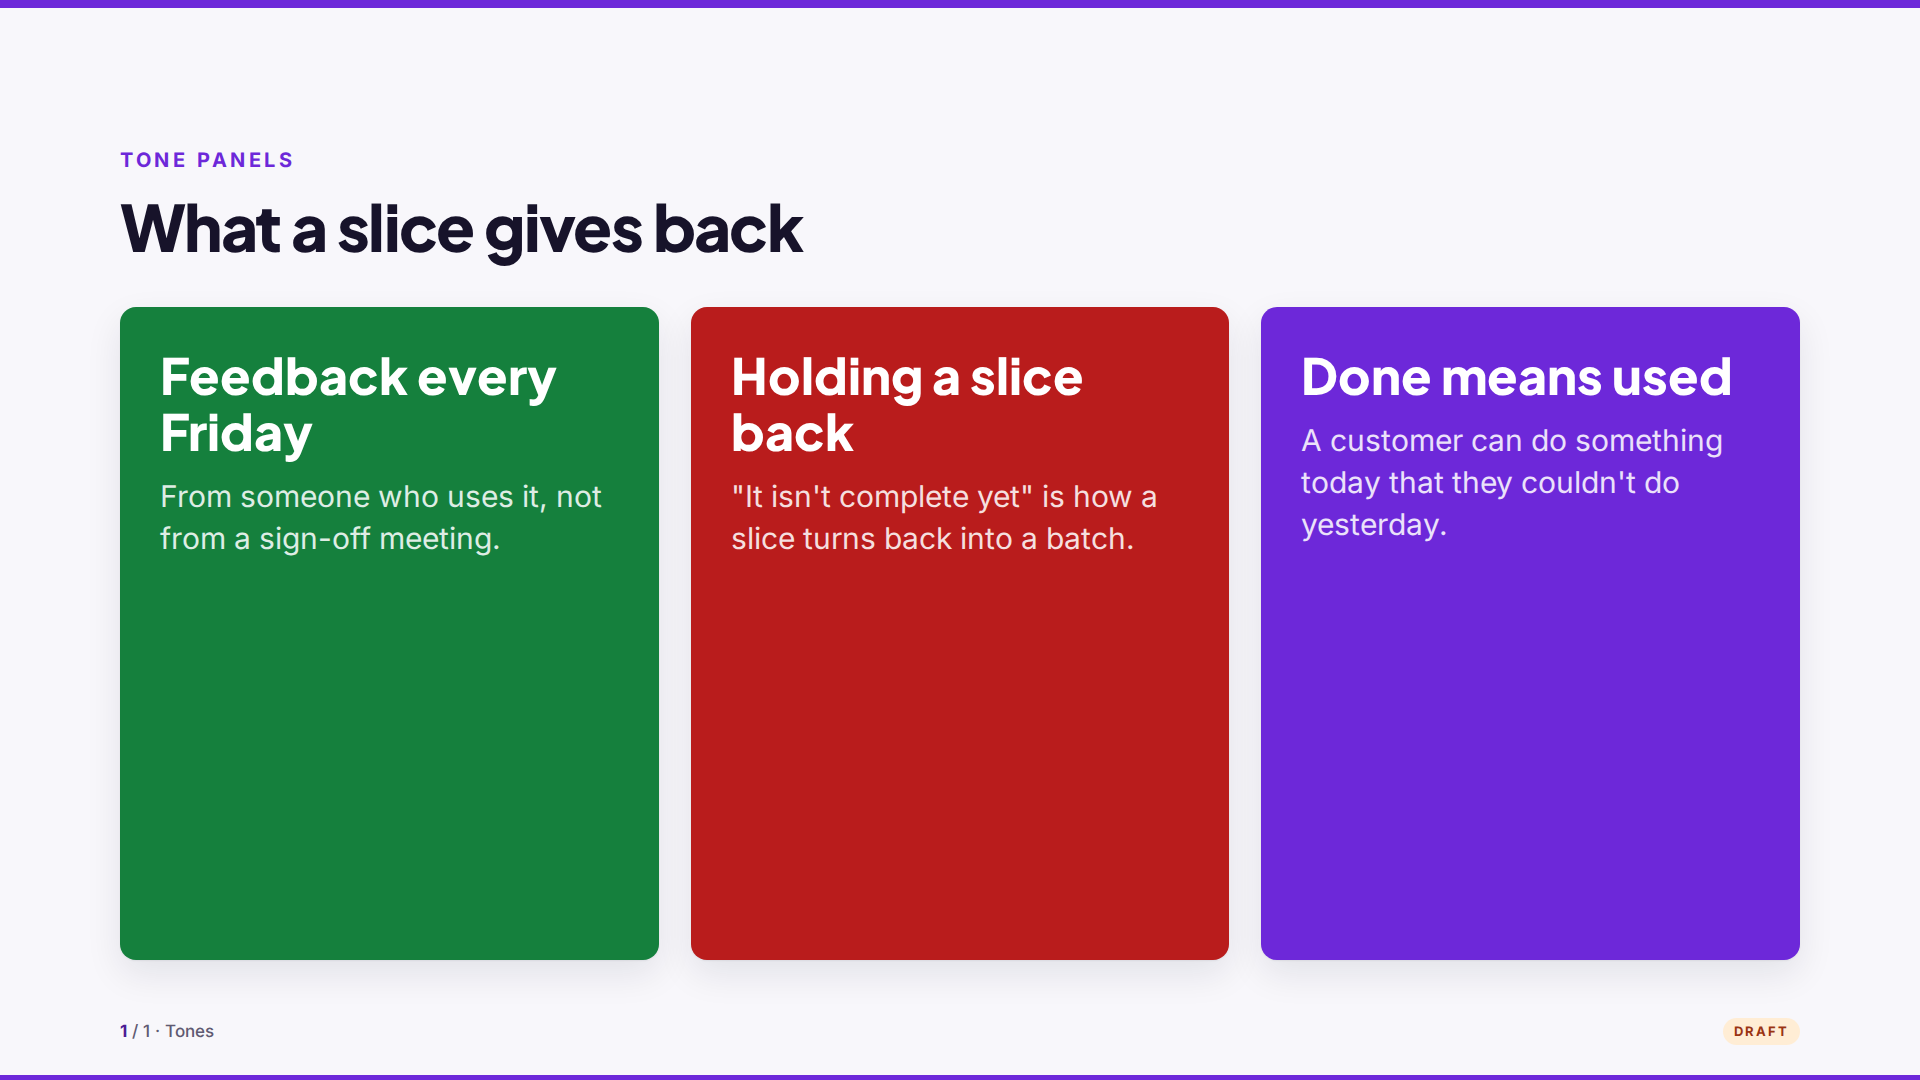 TONE PANELS
What a slice gives back
Feedback every
Friday
From someone who uses it, not
from a sign-off meeting.
Holding a slice
back
"It isn't complete yet" is how a
slice turns back into a batch.
Done means used
A customer can do something
today that they couldn't do
yesterday.
1 / 1 · Tones
DRAFT